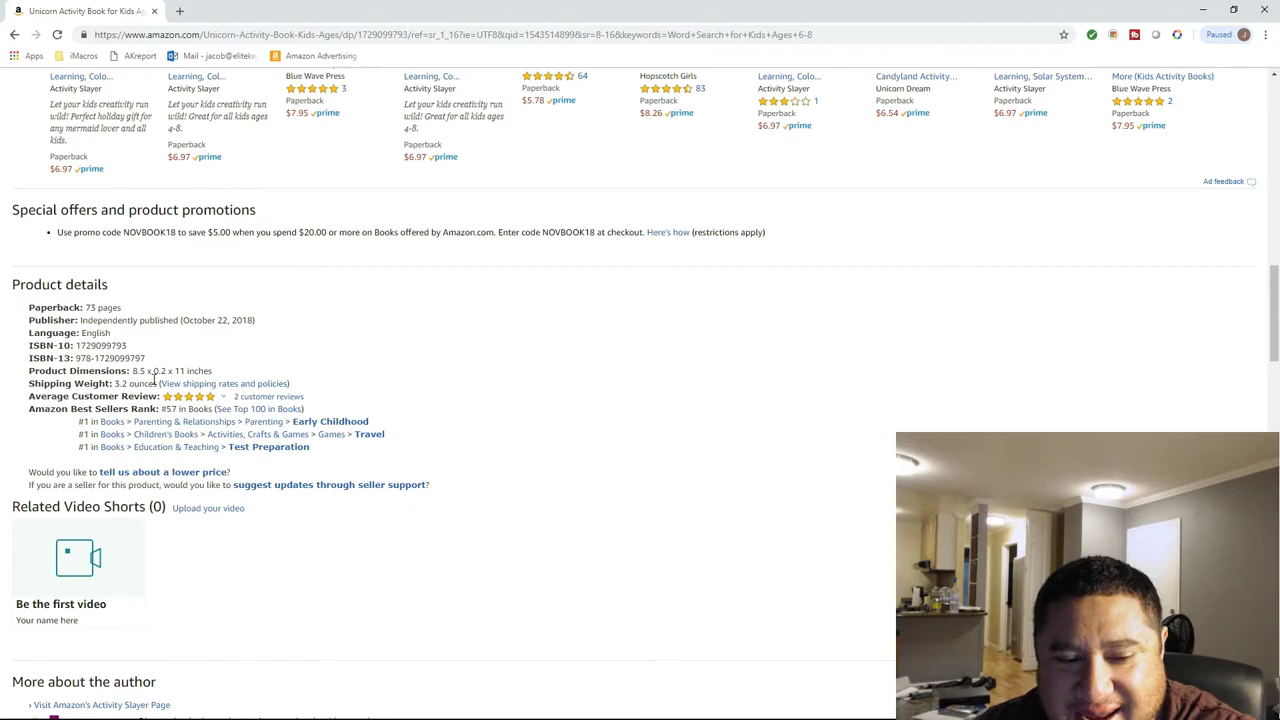 Unicorn Activity Book for Kids Ag
https://www.amazon.com/Unicorn-Activity-Book-Kids-Ages/dp/1729099793/ref=sr_1_16?ie=UTF8&qid=1543514899&sr=8-16&keywords=Word+Search+for+Kids+Ages+6-8
Paused
J
Apps
iMacros
AKreport
Mail - jacob@eliteke
Amazon Advertising
Learning, Colo...
Activity Slayer
Let your kids creativity run
wild! Perfect holiday gift for
any mermaid lover and all
kids.
Paperback
$6.97 prime
Learning, Col...
Activity Slayer
Let your kids creativity run
wild! Great for all kids ages
4-8.
Paperback
$6.97 prime
Blue Wave Press
3
Paperback
$7.95 prime
Learning, Co...
Activity Slayer
Let your kids creativity run
wild! Great for all kids ages
4-8.
Paperback
$6.97 prime
64
Paperback
$5.78 prime
Hopscotch Girls
83
Paperback
$8.26 prime
Learning, Colo...
Activity Slayer
1
Paperback
$6.97 prime
Candyland Activity...
Unicorn Dream
Paperback
$6.54 prime
Learning, Solar System...
Activity Slayer
Paperback
$6.97 prime
More (Kids Activity Books)
Blue Wave Press
2
Paperback
$7.95 prime
Ad feedback
Special offers and product promotions
Use promo code NOVBOOK18 to save $5.00 when you spend $20.00 or more on Books offered by Amazon.com. Enter code NOVBOOK18 at checkout. Here's how (restrictions apply)
Product details
Paperback: 73 pages
Publisher: Independently published (October 22, 2018)
Language: English
ISBN-10: 1729099793
ISBN-13: 978-1729099797
Product Dimensions: 8.5 x 0.2 x 11 inches
Shipping Weight: 3.2 ounces (View shipping rates and policies)
Average Customer Review: 2 customer reviews
Amazon Best Sellers Rank: #57 in Books (See Top 100 in Books)
#1 in Books > Parenting & Relationships > Parenting > Early Childhood
#1 in Books > Children's Books > Activities, Crafts & Games > Games > Travel
#1 in Books > Education & Teaching > Test Preparation
Would you like to tell us about a lower price?
If you are a seller for this product, would you like to suggest updates through seller support?
Related Video Shorts (0) Upload your video
Be the first video
Your name here
More about the author
› Visit Amazon's Activity Slayer Page